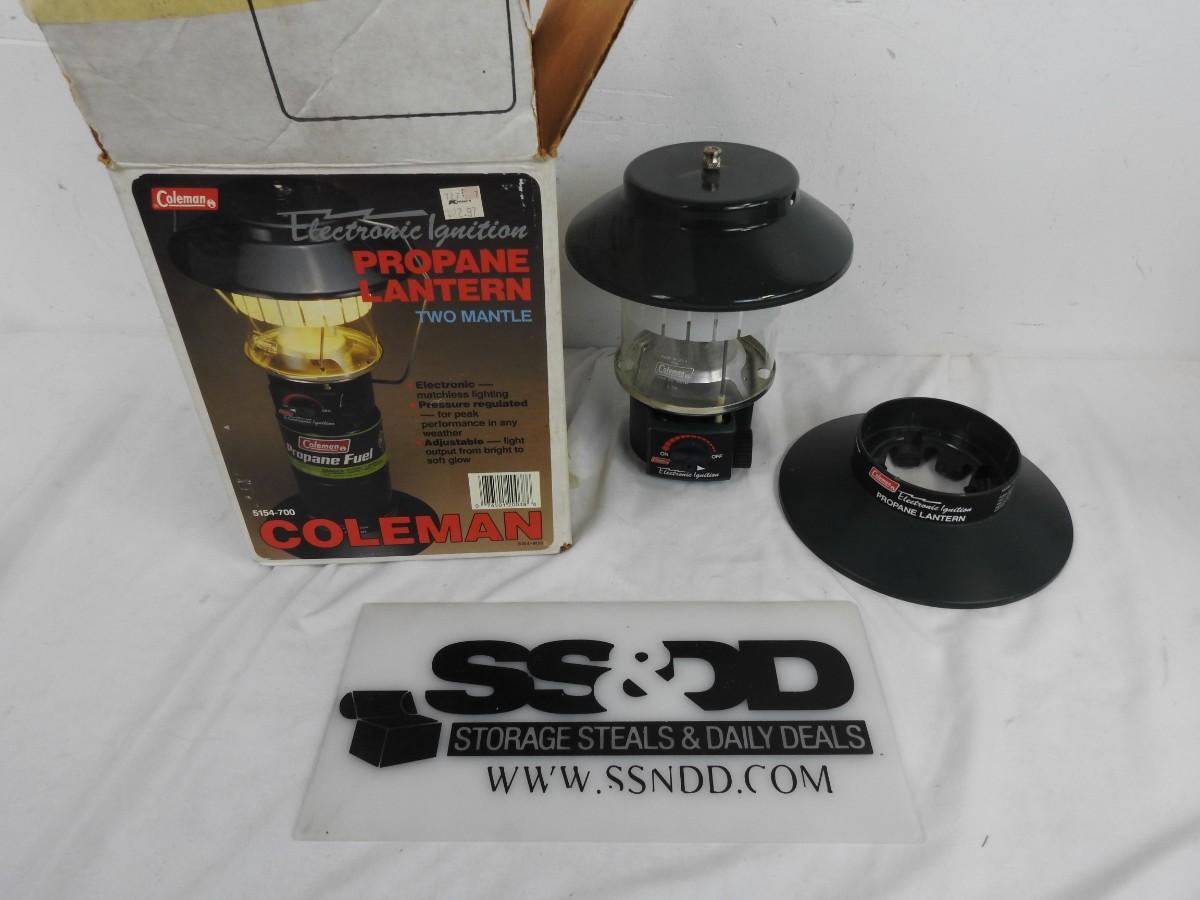 Coleman
Electronic Ignition
PROPANE
LANTERN
TWO MANTLE
• Electronic —
matchless lighting
• Pressure regulated
— for peak
performance in any
weather
• Adjustable — light
output from bright to
soft glow
Coleman
Propane Fuel
5154-700
COLEMAN
Coleman
ON
OFF
Electronic Ignition
Coleman
Electronic Ignition
PROPANE LANTERN
SS&DD
STORAGE STEALS & DAILY DEALS
WWW.SSNDD.COM